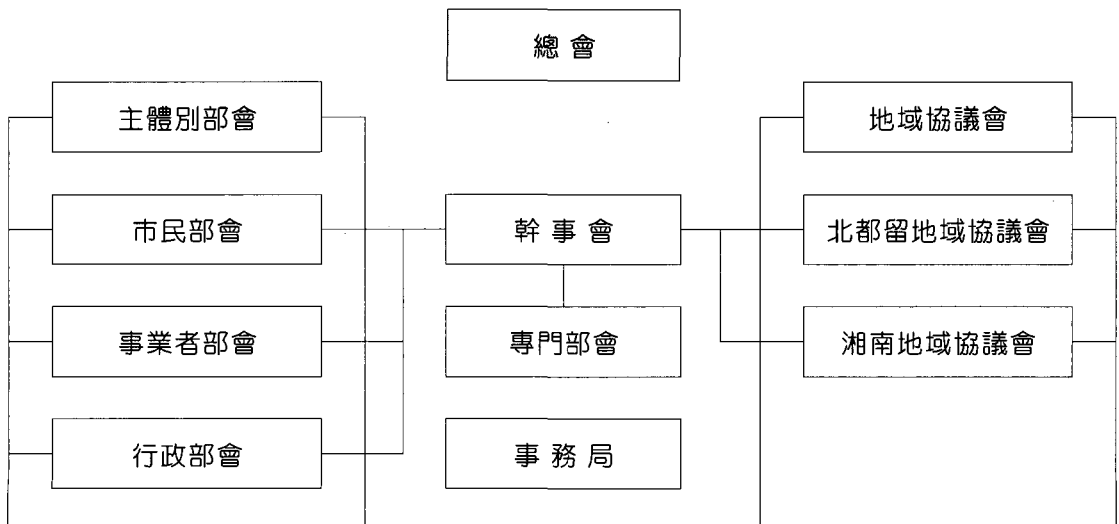 總會
主體別部會
市民部會
事業者部會
行政部會
幹事會
專門部會
事務局
地域協議會
北都留地域協議會
湘南地域協議會